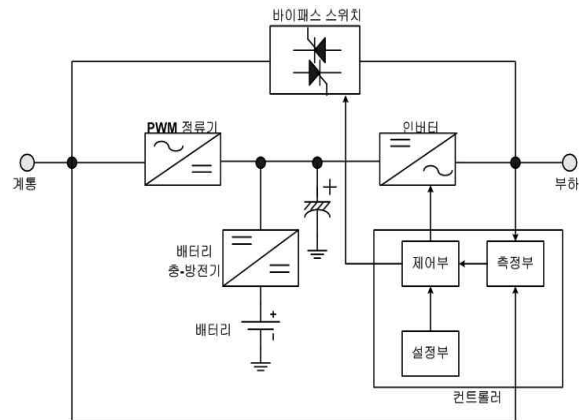 바이패스 스위치
PWM 정류기
인버터
계통
부하
배터리
충-방전기
제어부
측정부
배터리
설정부
컨트롤러